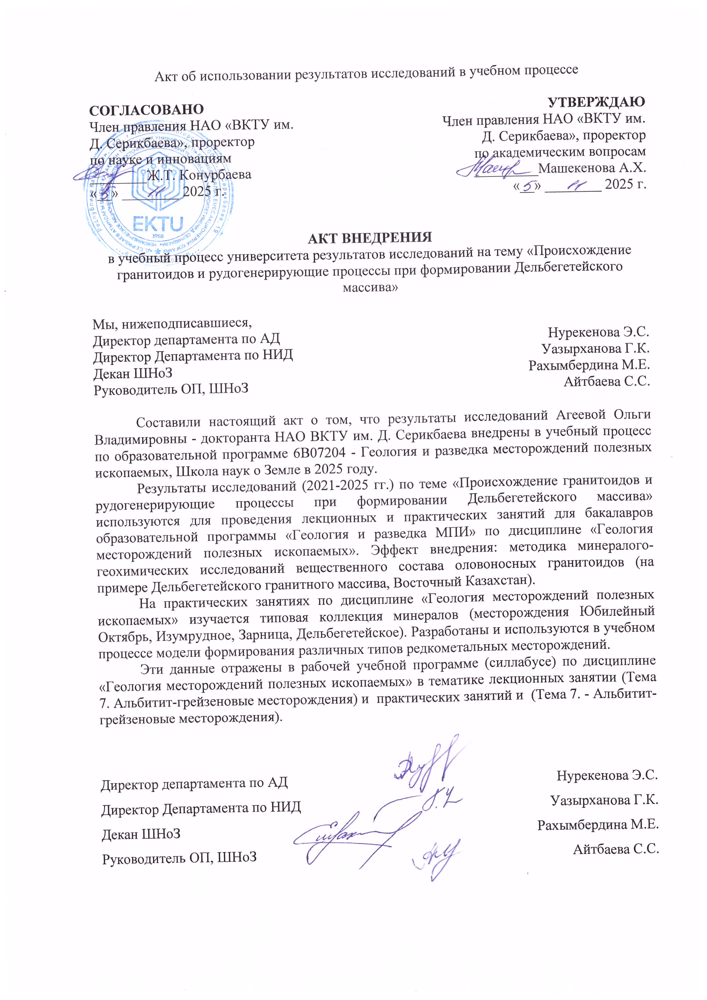 Акт об использовании результатов исследований в учебном процессе
СОГЛАСОВАНО
Член правления НАО «ВКТУ им.
Д. Серикбаева», проректор
по науке и инновациям
________Ж.Т. Конурбаева
«5» 11 2025 г.
УТВЕРЖДАЮ
Член правления НАО «ВКТУ им.
Д. Серикбаева», проректор
по академическим вопросам
_________Машекенова А.Х.
«5» 11 2025 г.
EKTU
1958
АКТ ВНЕДРЕНИЯ
в учебный процесс университета результатов исследований на тему «Происхождение
гранитоидов и рудогенерирующие процессы при формировании Дельбегетейского
массива»
Мы, нижеподписавшиеся,
Директор департамента по АД Нурекенова Э.С.
Директор Департамента по НИД Уазырханова Г.К.
Декан ШНоЗ Рахымбердина М.Е.
Руководитель ОП, ШНоЗ Айтбаева С.С.
Составили настоящий акт о том, что результаты исследований Агеевой Ольги
Владимировны - докторанта НАО ВКТУ им. Д. Серикбаева внедрены в учебный процесс
по образовательной программе 6В07204 - Геология и разведка месторождений полезных
ископаемых, Школа наук о Земле в 2025 году.
Результаты исследований (2021-2025 гг.) по теме «Происхождение гранитоидов и
рудогенерирующие процессы при формировании Дельбегетейского массива»
используются для проведения лекционных и практических занятий для бакалавров
образовательной программы «Геология и разведка МПИ» по дисциплине «Геология
месторождений полезных ископаемых». Эффект внедрения: методика минералого-
геохимических исследований вещественного состава оловоносных гранитоидов (на
примере Дельбегетейского гранитного массива, Восточный Казахстан).
На практических занятиях по дисциплине «Геология месторождений полезных
ископаемых» изучается типовая коллекция минералов (месторождения Юбилейный
Октябрь, Изумрудное, Зарница, Дельбегетейское). Разработаны и используются в учебном
процессе модели формирования различных типов редкометальных месторождений.
Эти данные отражены в рабочей учебной программе (силлабусе) по дисциплине
«Геология месторождений полезных ископаемых» в тематике лекционных занятии (Тема
7. Альбитит-грейзеновые месторождения) и практических занятий и (Тема 7. - Альбитит-
грейзеновые месторождения).
Директор департамента по АД Нурекенова Э.С.
Директор Департамента по НИД Уазырханова Г.К.
Декан ШНоЗ Рахымбердина М.Е.
Руководитель ОП, ШНоЗ Айтбаева С.С.